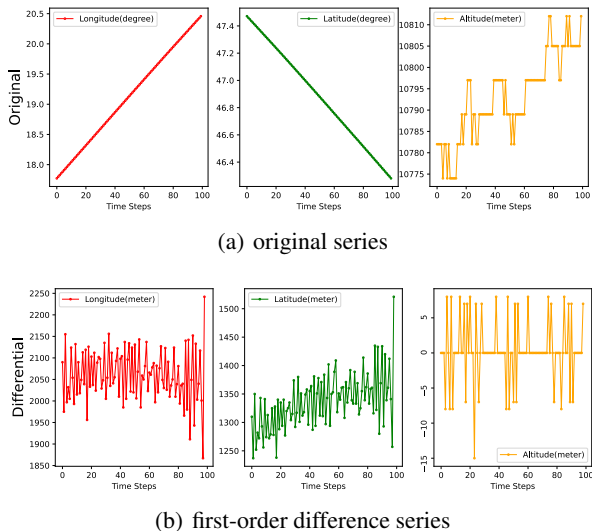 Original
20.5
20.0
19.5
19.0
18.5
18.0
Longitude(degree)
0 20 40 60 80 100
Time Steps
47.4
47.2
47.0
46.8
46.6
46.4
Latitude(degree)
0 20 40 60 80 100
Time Steps
10810
10805
10800
10795
10790
10785
10780
10775
Altitude(meter)
0 20 40 60 80 100
Time Steps
(a) original series
Differential
2250
2200
2150
2100
2050
2000
1950
1900
1850
Longitude(meter)
0 20 40 60 80 100
Time Steps
1500
1450
1400
1350
1300
1250
Latitude(meter)
0 20 40 60 80 100
Time Steps
5
0
−5
−10
−15
Altitude(meter)
0 20 40 60 80 100
Time Steps
(b) first-order difference series